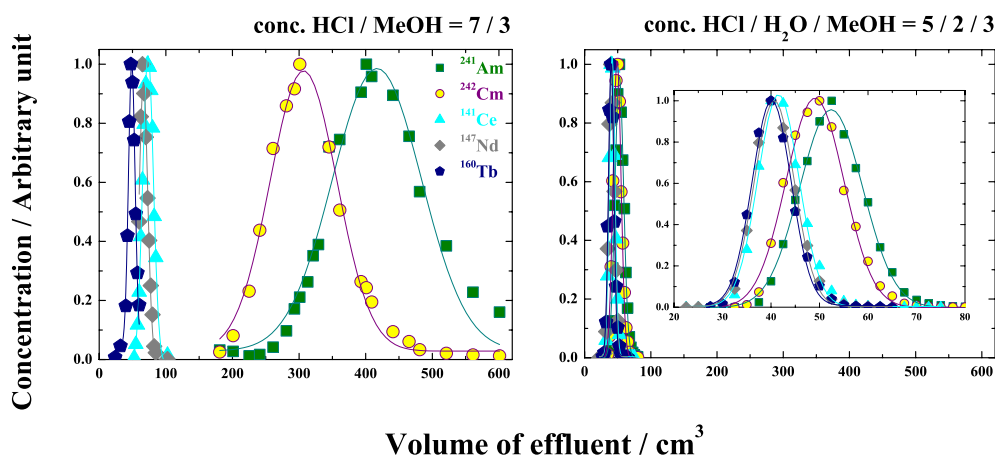 conc. HCl / MeOH = 7 / 3
conc. HCl / H₂O / MeOH = 5 / 2 / 3
Concentration / Arbitrary unit
1.0
0.8
0.6
0.4
0.2
0.0
0 100 200 300 400 500 600
²⁴¹Am
²⁴²Cm
¹⁴¹Ce
¹⁴⁷Nd
¹⁶⁰Tb
1.0
0.8
0.6
0.4
0.2
0.0
0 100 200 300 400 500 600
1.0
0.8
0.6
0.4
0.2
0.0
20 30 40 50 60 70 80
Volume of effluent / cm³